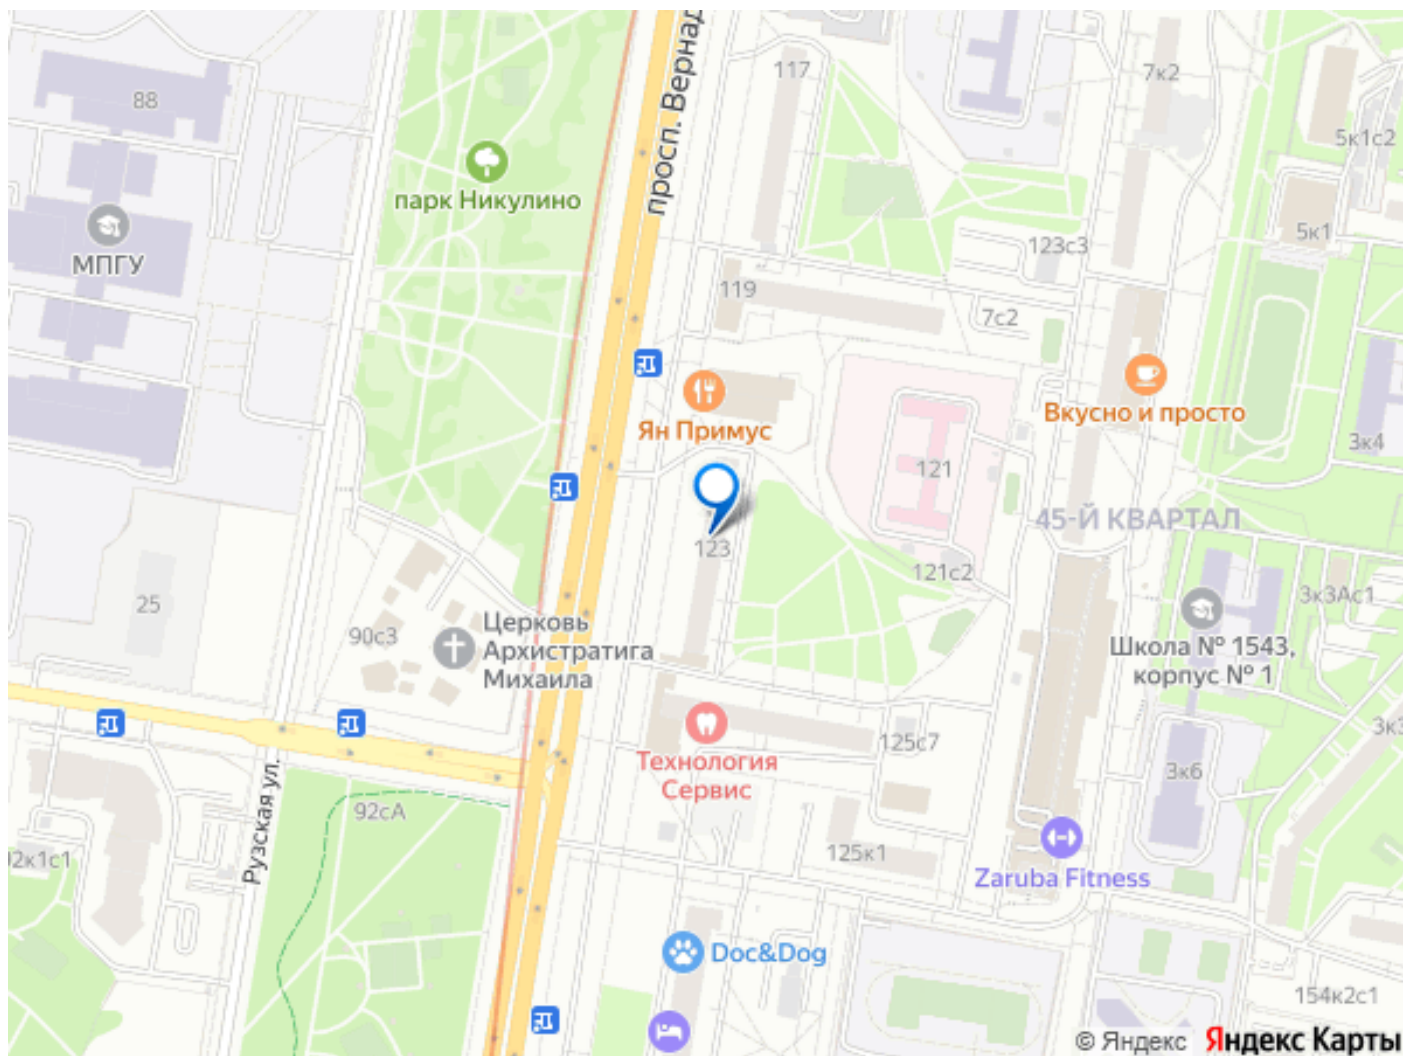 117
7к2
88
5к1с2
просп. Вернад
парк Никулино
МПГУ
123с3
5к1
119
7с2
Ян Примус
Вкусно и просто
3к4
121
45-Й КВАРТАЛ
123
121с2
25
3к3Ас1
90с3
Церковь
Архистратига
Михаила
Школа № 1543,
корпус № 1
125с7
3к3
Технология
Сервис
3к6
92сА
Рузская ул.
92к1с1
125к1
Zaruba Fitness
Doc&Dog
154к2с1
© Яндекс Яндекс Карты